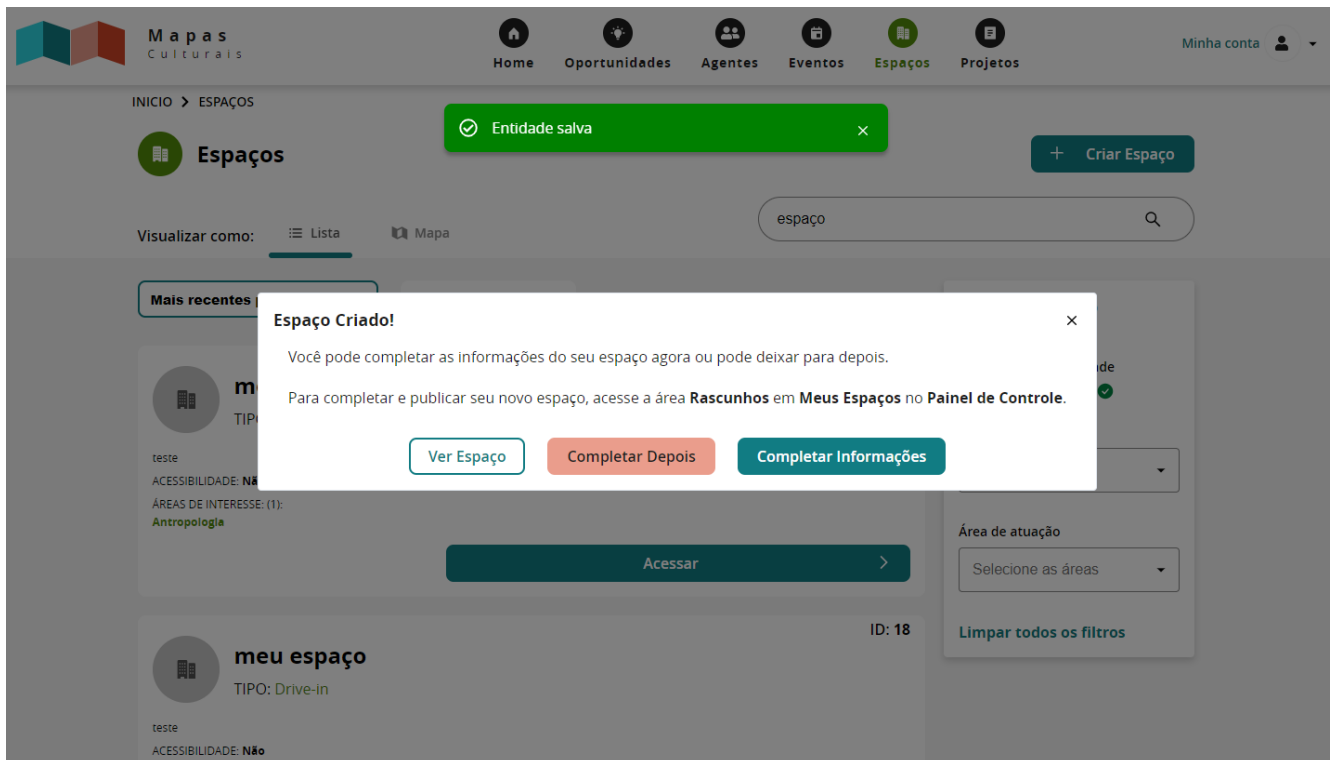 Mapas
Culturais
Home
Oportunidades
Agentes
Eventos
Espaços
Projetos
Minha conta
INICIO > ESPAÇOS
Entidade salva
Espaços
+ Criar Espaço
Visualizar como:
Lista
Mapa
espaço
Mais recentes
Espaço Criado!
Você pode completar as informações do seu espaço agora ou pode deixar para depois.
Para completar e publicar seu novo espaço, acesse a área Rascunhos em Meus Espaços no Painel de Controle.
Ver Espaço
Completar Depois
Completar Informações
teste
ACESSIBILIDADE:
ÁREAS DE INTERESSE: (1):
Antropologia
Acessar
Área de atuação
Selecione as áreas
Limpar todos os filtros
ID: 18
meu espaço
TIPO: Drive-in
teste
ACESSIBILIDADE: Não